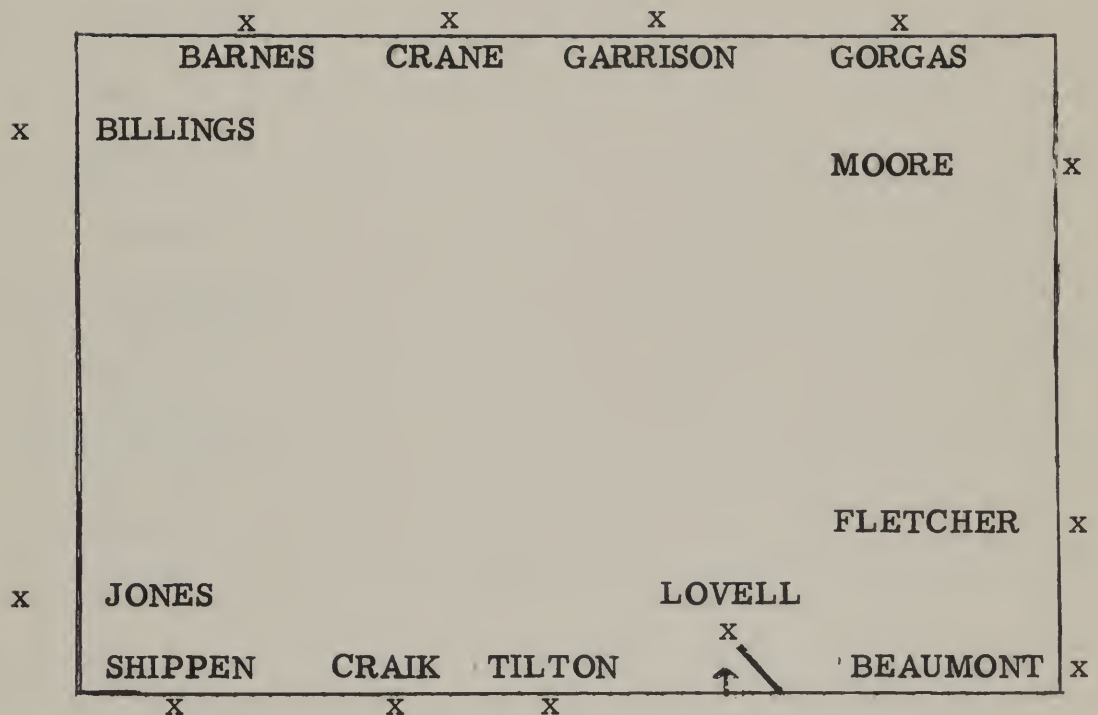 x x x x
BARNES CRANE GARRISON GORGAS
x BILLINGS
MOORE x
FLETCHER x
x JONES LOVELL
x
SHIPPEN CRAIK TILTON BEAUMONT x
x x x